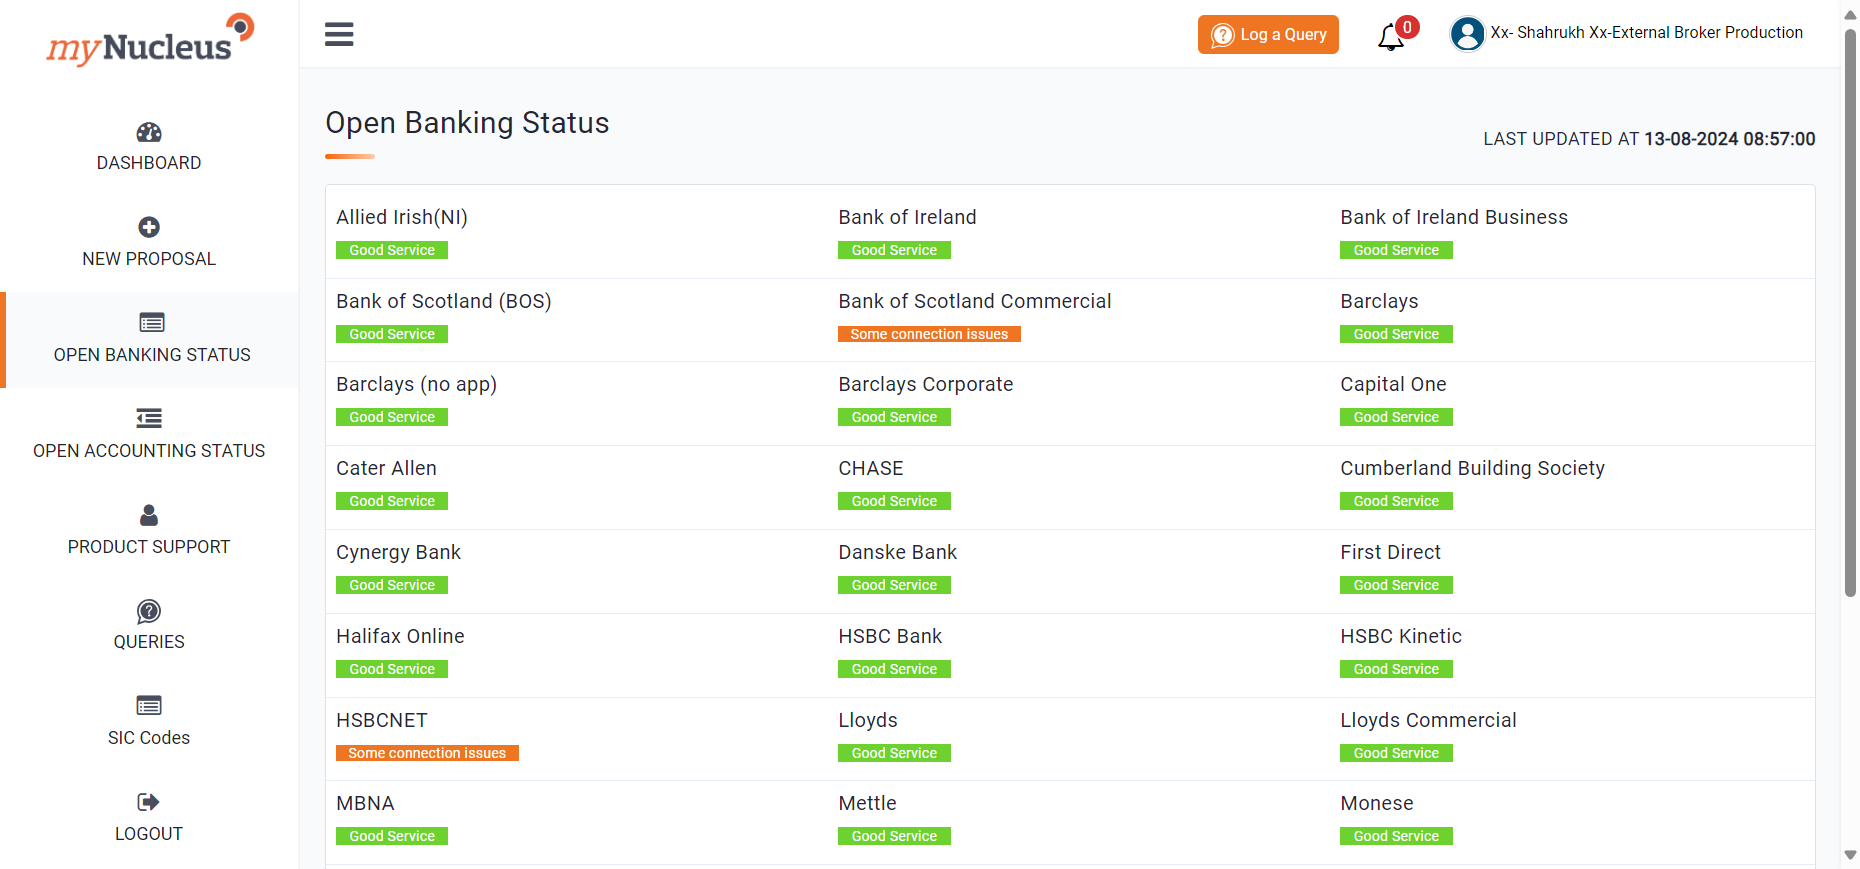 myNucleus
DASHBOARD
NEW PROPOSAL
OPEN BANKING STATUS
OPEN ACCOUNTING STATUS
PRODUCT SUPPORT
QUERIES
SIC Codes
LOGOUT
Log a Query
0
Xx- Shahrukh Xx-External Broker Production
Open Banking Status
LAST UPDATED AT 13-08-2024 08:57:00
Allied Irish(NI)
Good Service
Bank of Ireland
Good Service
Bank of Ireland Business
Good Service
Bank of Scotland (BOS)
Good Service
Bank of Scotland Commercial
Some connection issues
Barclays
Good Service
Barclays (no app)
Good Service
Barclays Corporate
Good Service
Capital One
Good Service
Cater Allen
Good Service
CHASE
Good Service
Cumberland Building Society
Good Service
Cynergy Bank
Good Service
Danske Bank
Good Service
First Direct
Good Service
Halifax Online
Good Service
HSBC Bank
Good Service
HSBC Kinetic
Good Service
HSBCNET
Some connection issues
Lloyds
Good Service
Lloyds Commercial
Good Service
MBNA
Good Service
Mettle
Good Service
Monese
Good Service